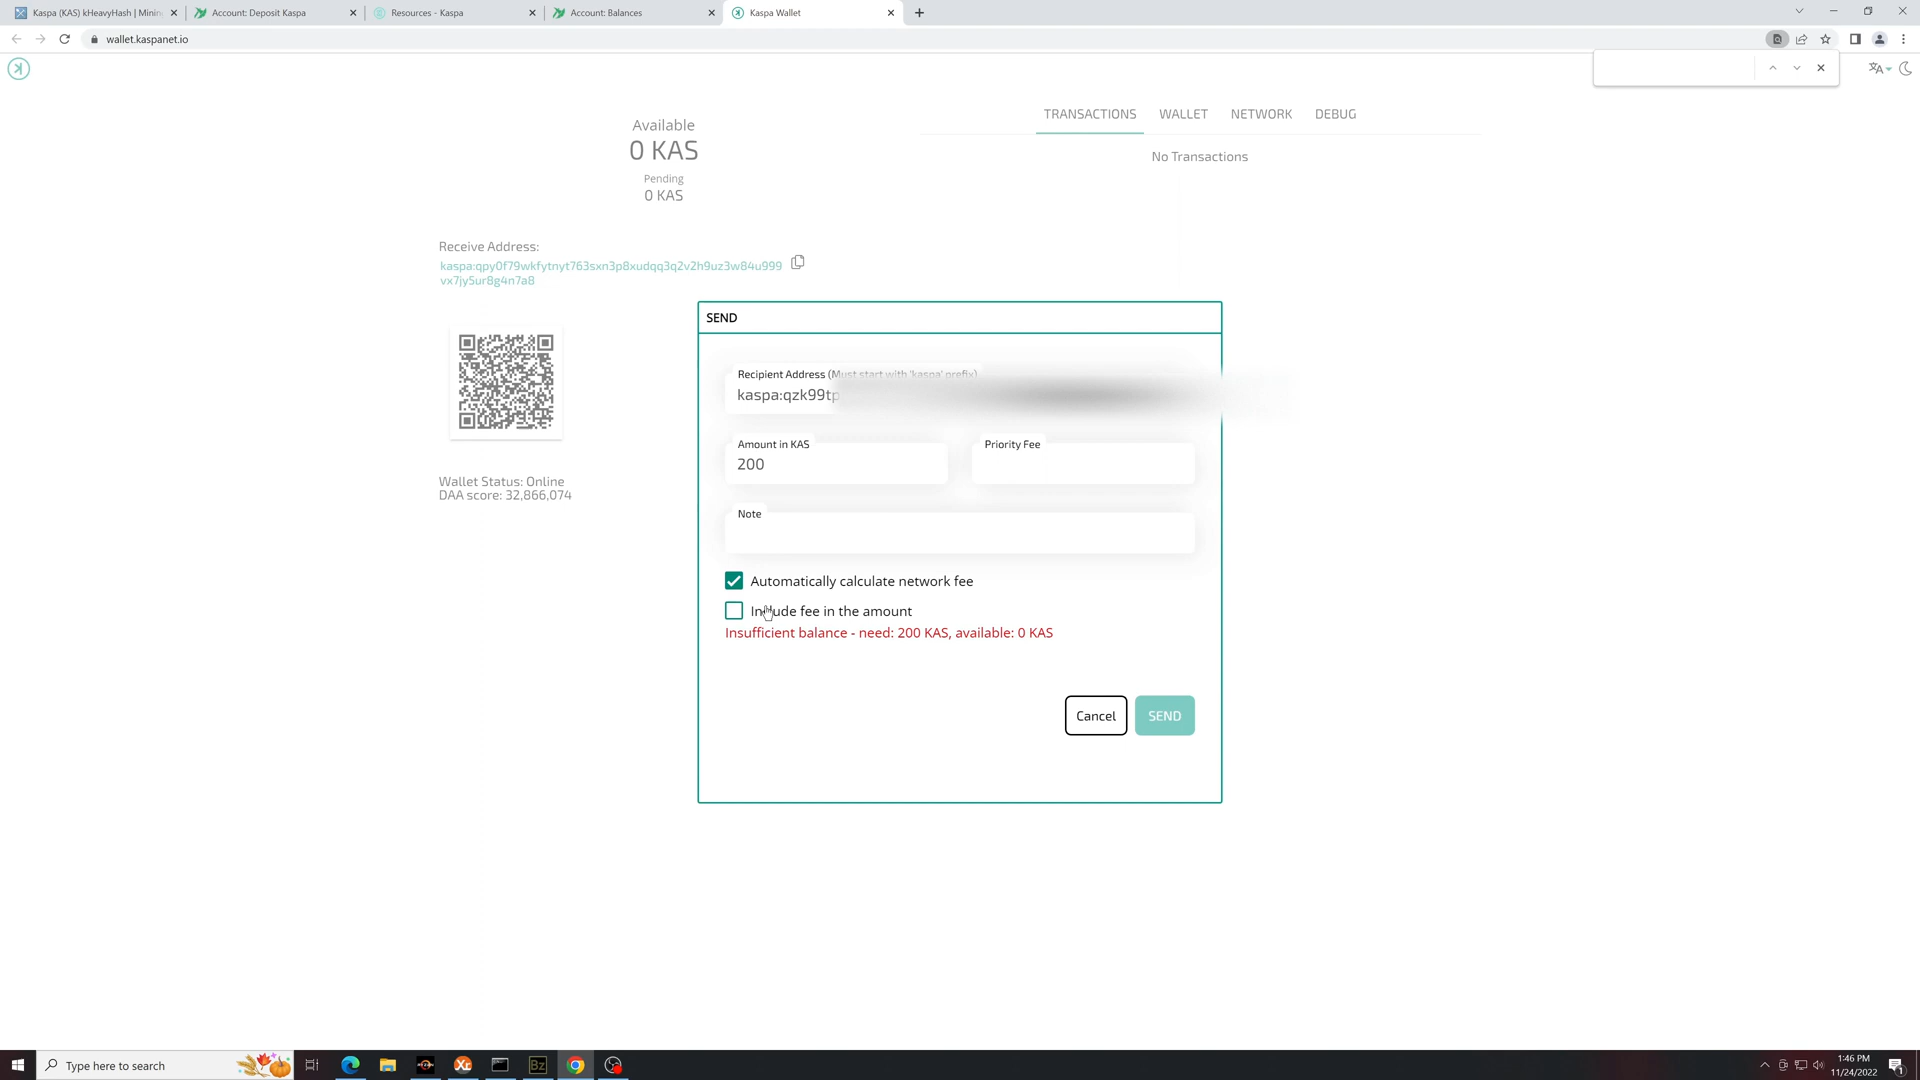 Kaspa (KAS) kHeavyHash | Mining
Account: Deposit Kaspa
Resources - Kaspa
Account: Balances
Kaspa Wallet
wallet.kaspanet.io
Available
0 KAS
Pending
0 KAS
TRANSACTIONS WALLET NETWORK DEBUG
No Transactions
Receive Address:
kaspa:qpy0f79wkfytnyt763sxn3p8xudqq3q2v2h9uz3w84u999
vx7jy5ur8g4n7a8
Wallet Status: Online
DAA score: 32,866,074
SEND
Recipient Address (Must start with 'kaspa' prefix)
kaspa:qzk99tp
Amount in KAS
200
Priority Fee
Note
Automatically calculate network fee
Include fee in the amount
Insufficient balance - need: 200 KAS, available: 0 KAS
Cancel SEND
Type here to search
Xr
Bz
1:46 PM
11/24/2022
1